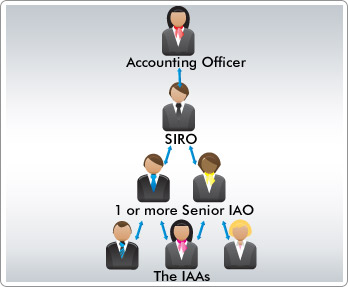 Accounting Officer
SIRO
1 or more Senior IAO
The IAAs